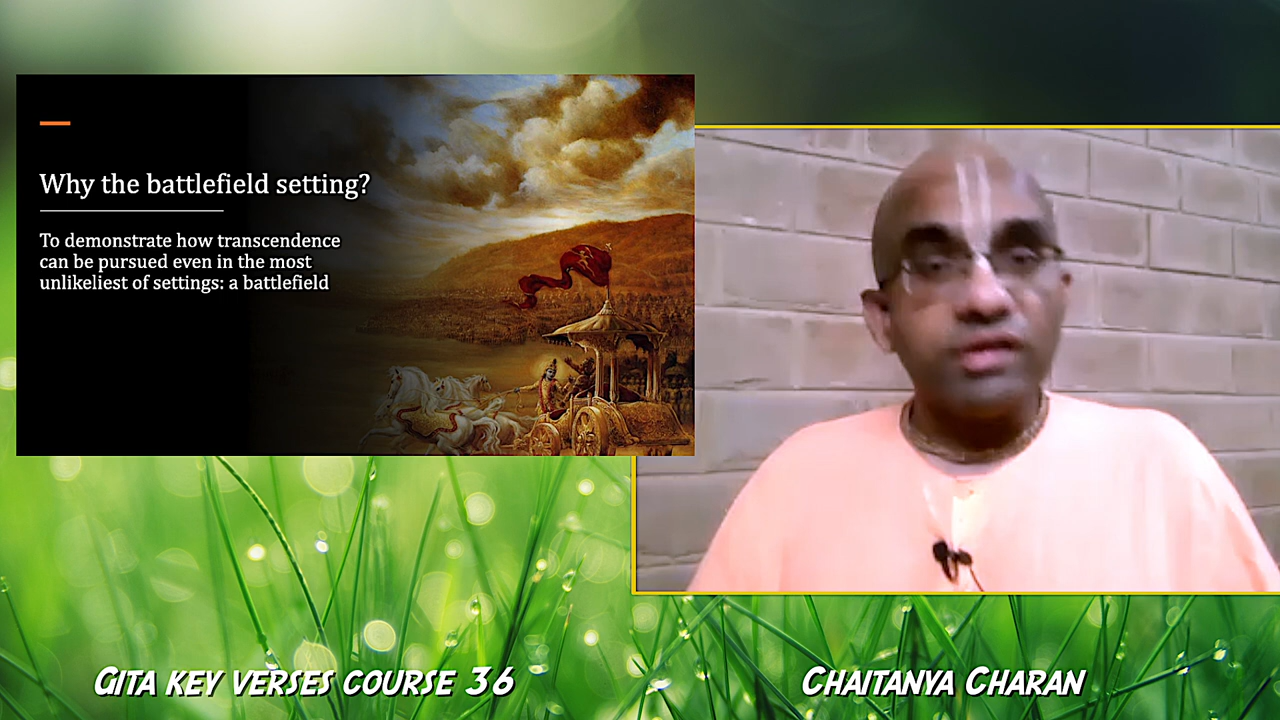 Why the battlefield setting?
To demonstrate how transcendence
can be pursued even in the most
unlikeliest of settings: a battlefield
GITA KEY VERSES COURSE 36
CHAITANYA CHARAN